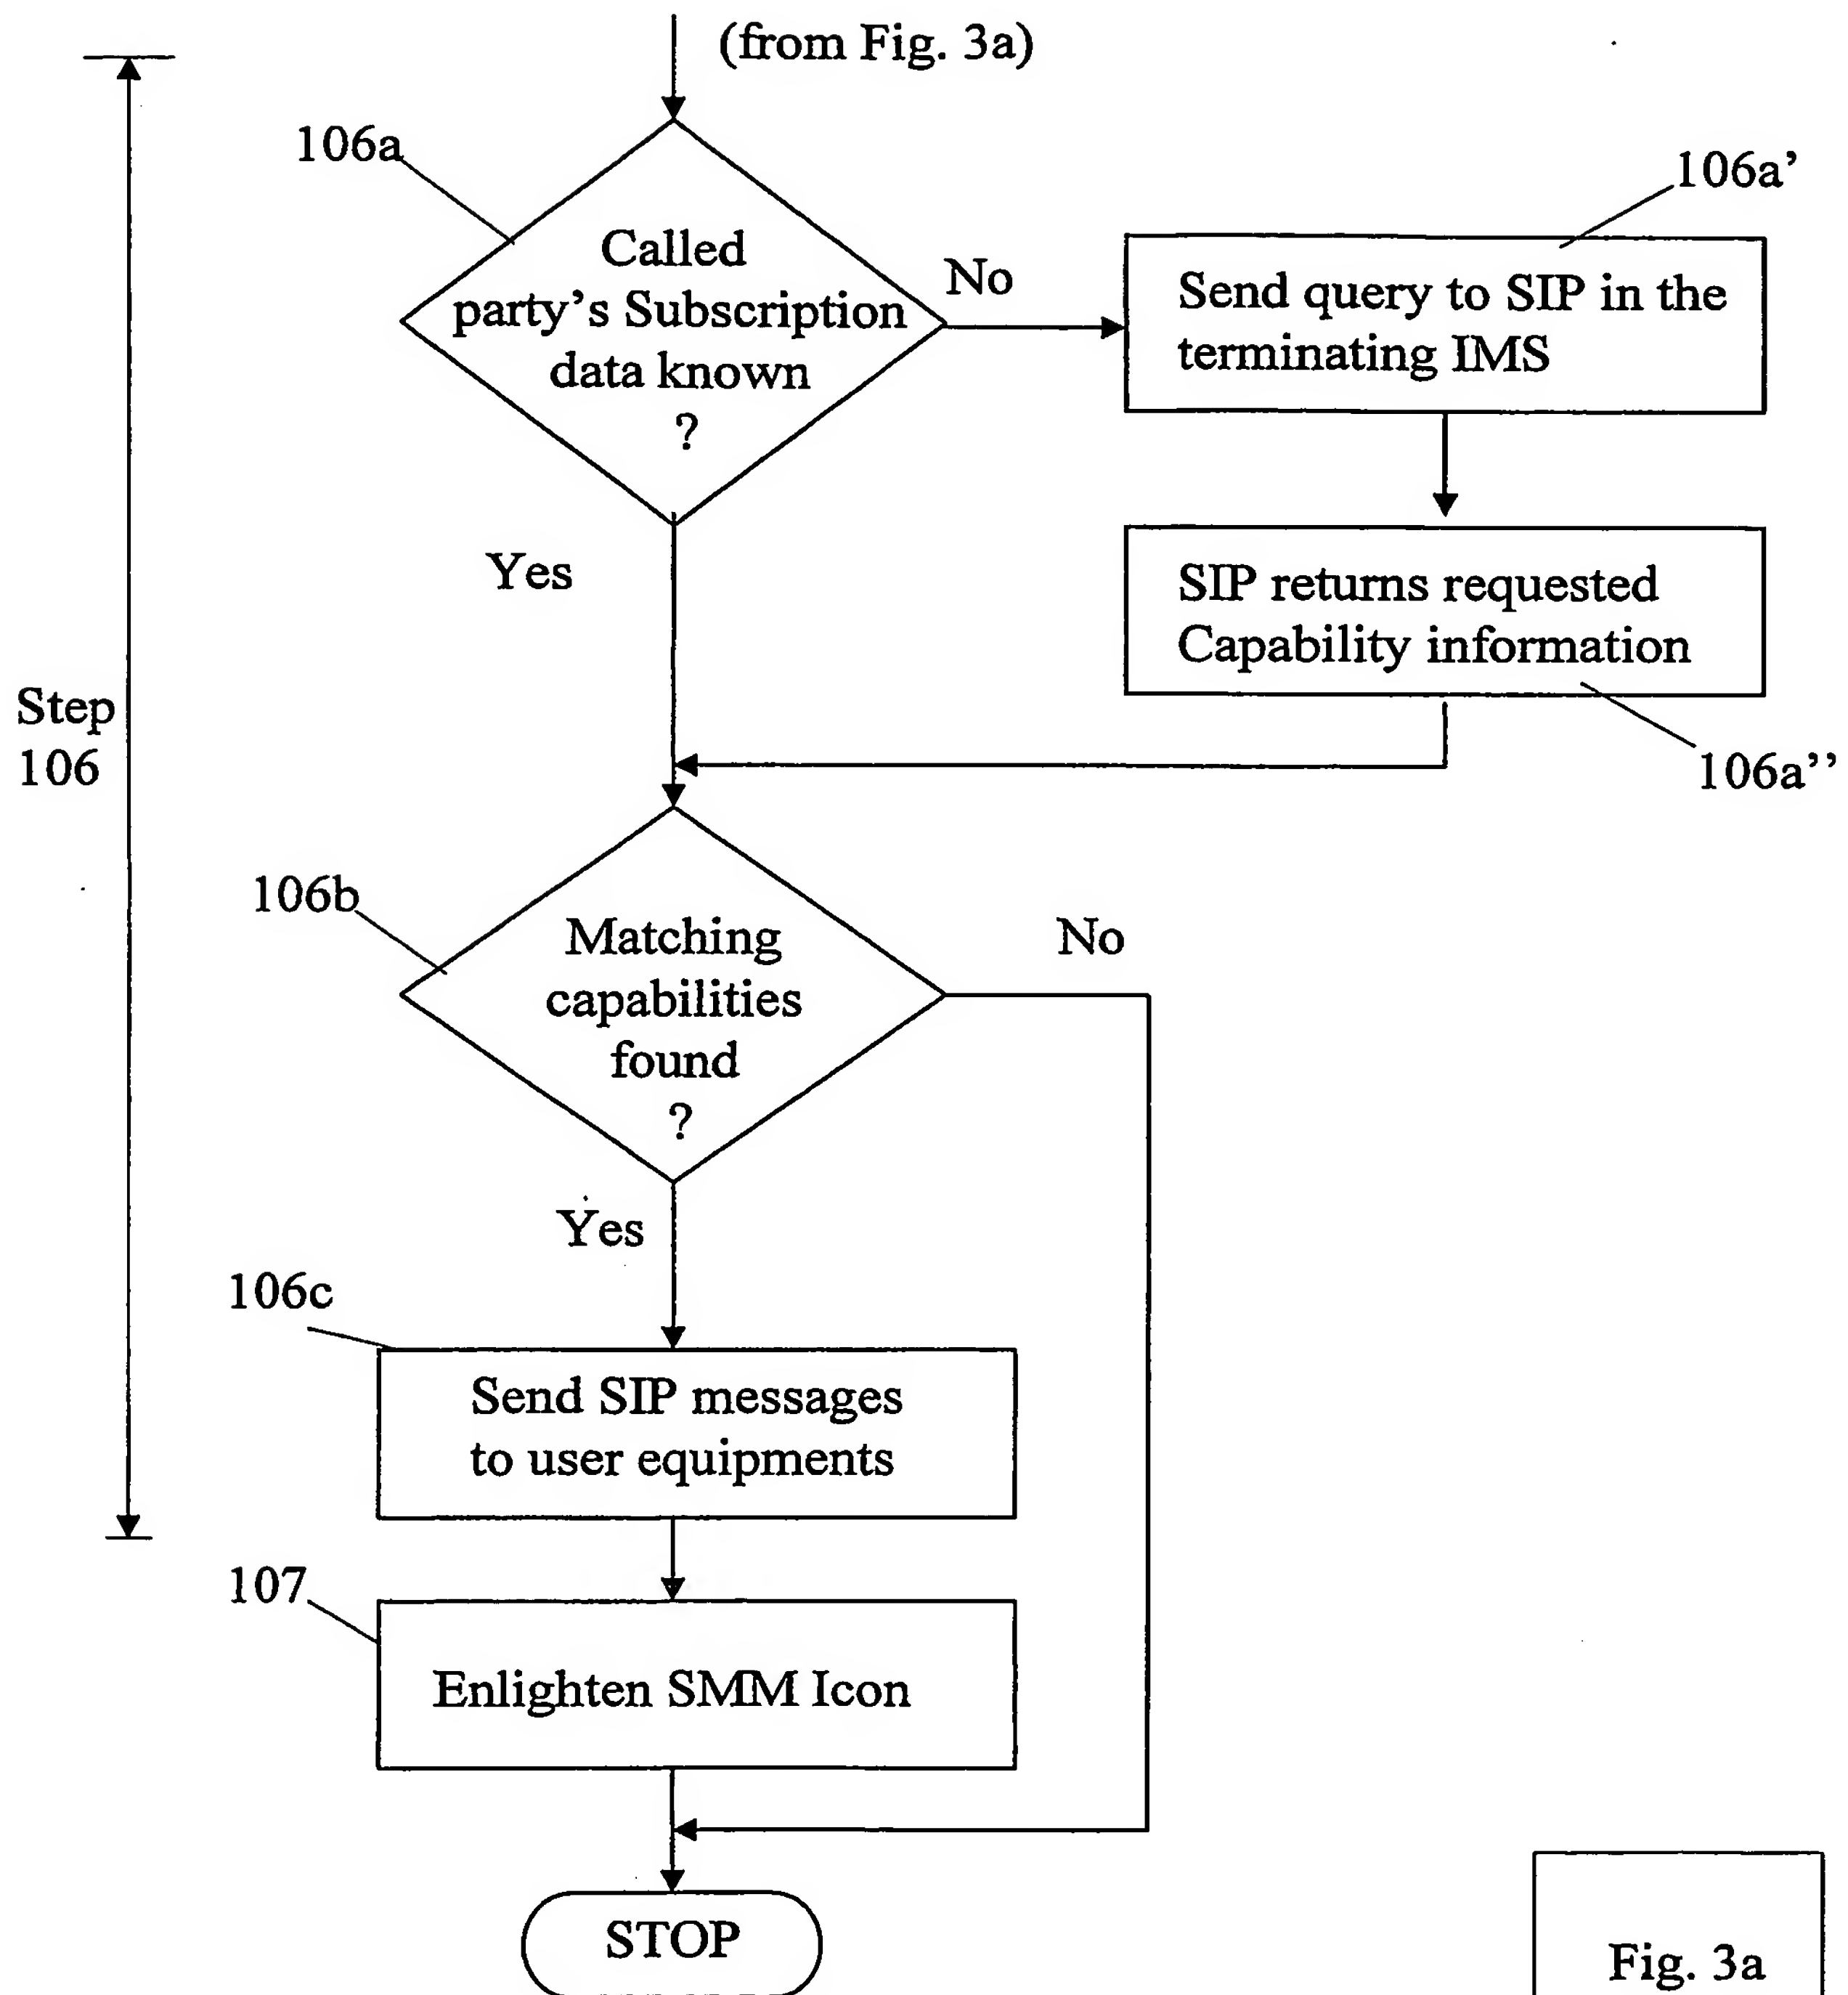 (from Fig. 3a)
106a
106a’
Called
party’s Subscription
data known
?
No
Send query to SIP in the
terminating IMS
Yes
SIP returns requested
Capability information
106a’’
Step
106
106b
Matching
capabilities
found
?
No
Yes
106c
Send SIP messages
to user equipments
107
Enlighten SMM Icon
STOP
Fig. 3a